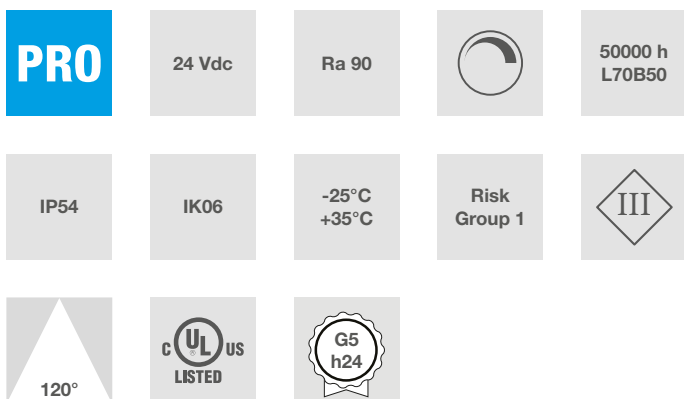 PRO
24 Vdc
Ra 90
50000 h
L70B50
IP54
IK06
-25°C
+35°C
Risk
Group 1
III
120°
C UL US
®
LISTED
G5
h24